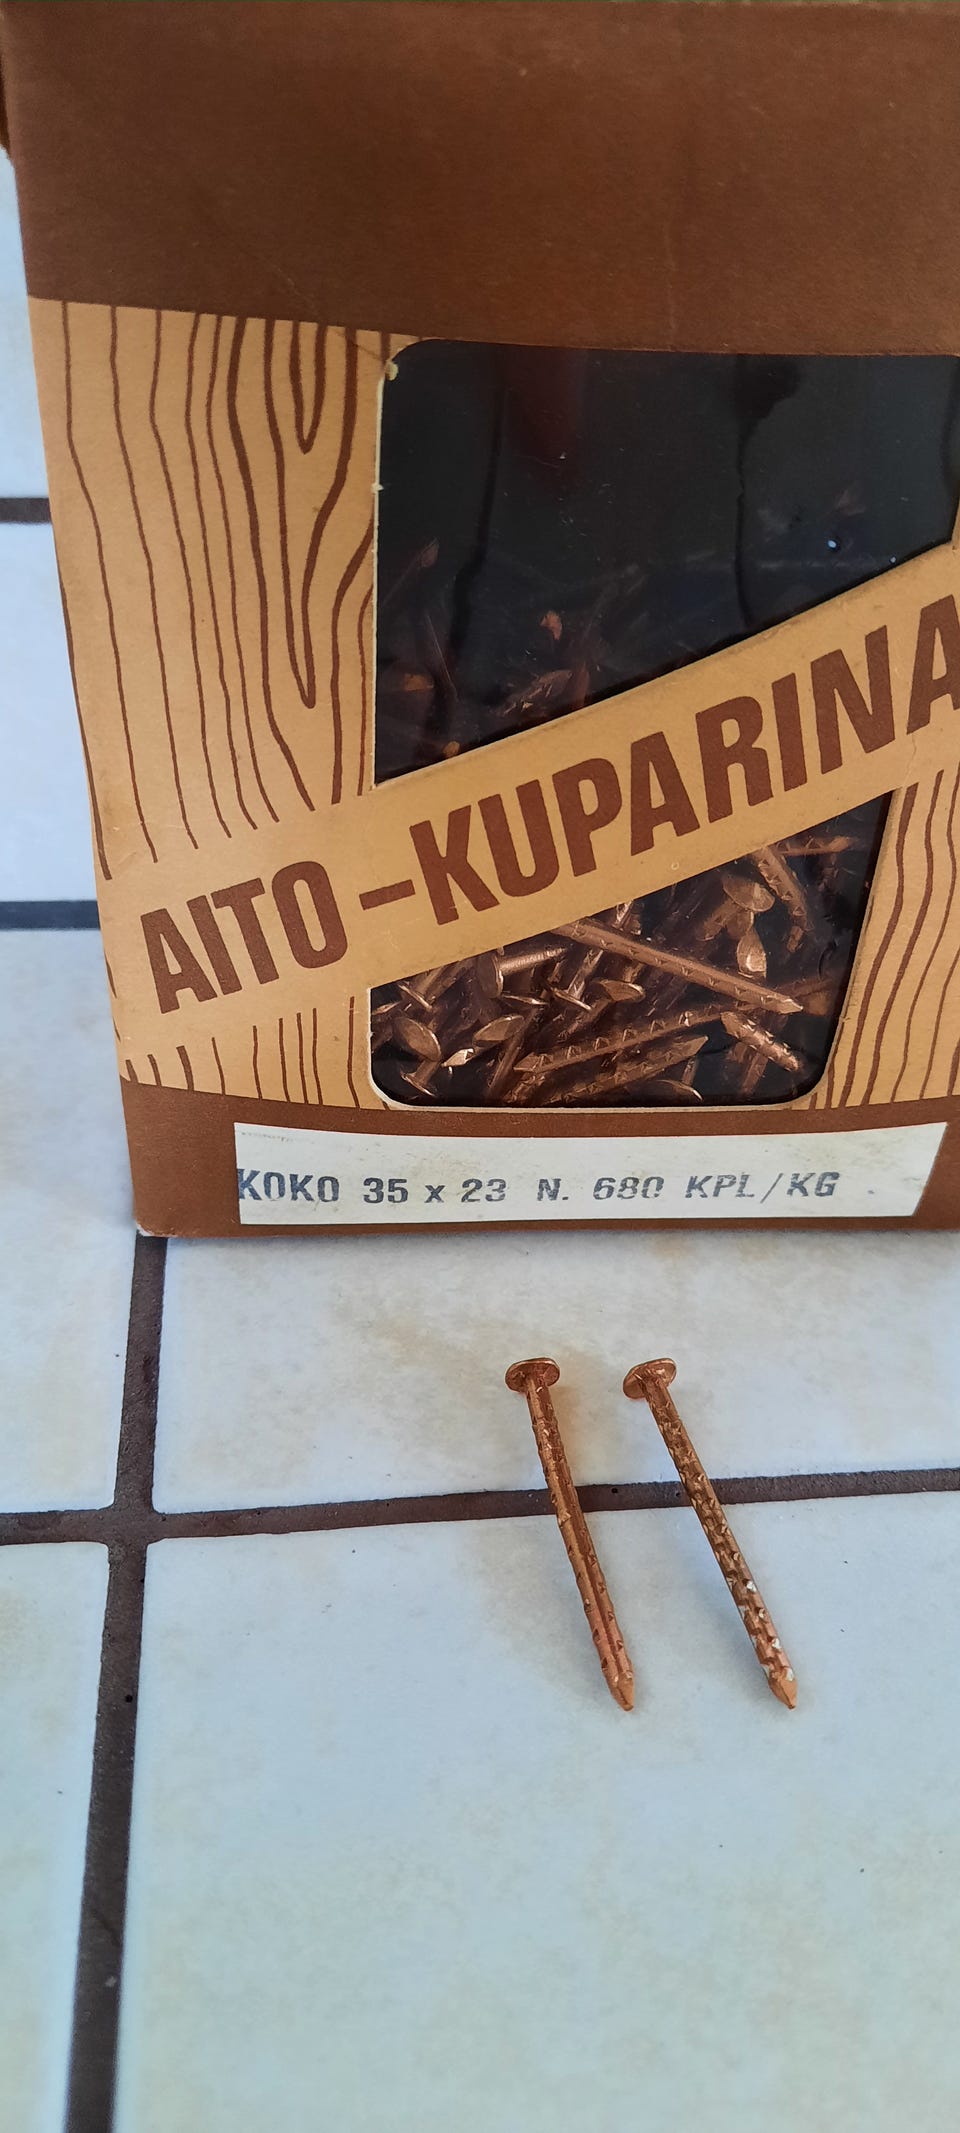 AITO-KUPARINA
KOKO 35 x 23 N. 680 KPL/KG